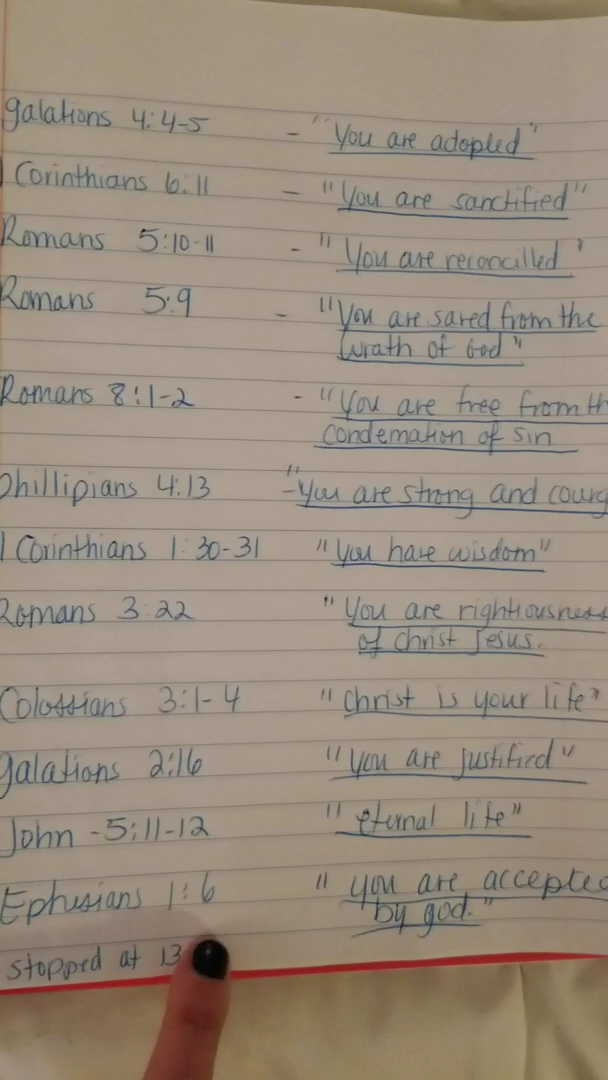 galations 4:4-5 - "You are adopted"
1 Corinthians 6:11 - "You are sanctified"
Romans 5:10-11 - "You are reconcilled"
Romans 5:9 - "You are saved from the
wrath of God"
Romans 8:1-2 - "You are free from th
condemation of sin
Phillipians 4:13 "-you are strong and courg
1 Corinthians 1:30-31 "you have wisdom"
Romans 3:22 "You are rightiousness
of christ Jesus.
Colossians 3:1-4 "Christ is your life"
galations 2:16 "you are justified"
John -5:11-12 "eternal life"
Ephesians 1:6 "you are accepted
by god."
stopped at 13